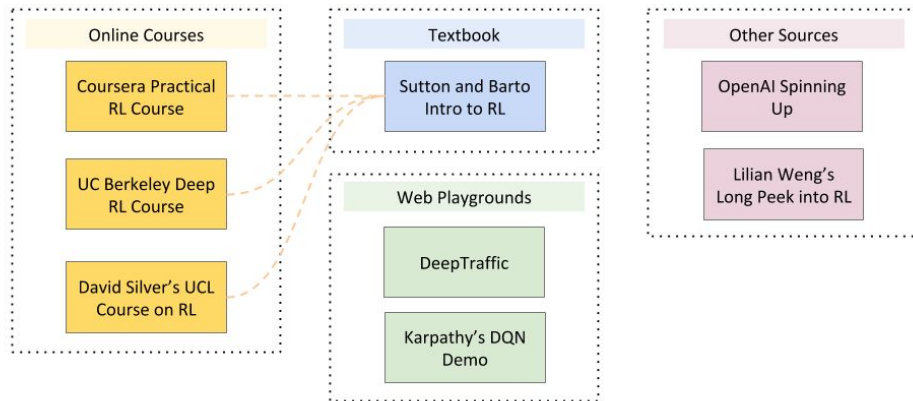 Online Courses
Coursera Practical
RL Course
UC Berkeley Deep
RL Course
David Silver's UCL
Course on RL
Textbook
Sutton and Barto
Intro to RL
Web Playgrounds
DeepTraffic
Karpathy's DQN
Demo
Other Sources
OpenAI Spinning
Up
Lilian Weng's
Long Peek into RL